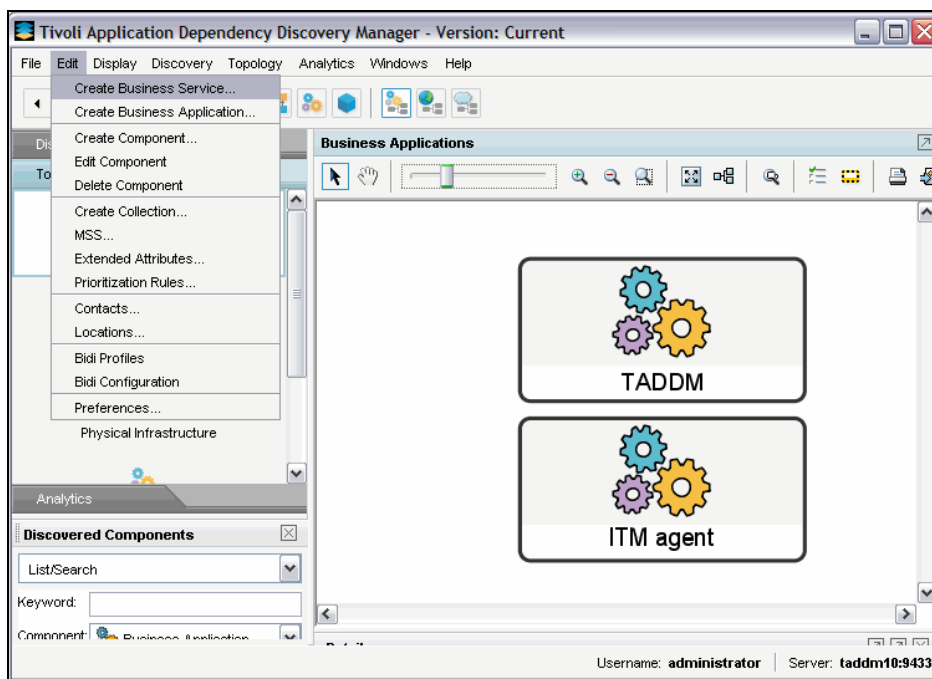 Tivoli Application Dependency Discovery Manager - Version: Current
File Edit Display Discovery Topology Analytics Windows Help
Create Business Service...
Create Business Application...
Create Component...
Edit Component
Delete Component
Create Collection...
MSS...
Extended Attributes...
Prioritization Rules...
Contacts...
Locations...
Bidi Profiles
Bidi Configuration
Preferences...
Physical Infrastructure
Analytics
Discovered Components
List/Search
Keyword:
Component: Business Application
Business Applications
TADDM
ITM agent
Username: administrator
Server: taddm10:9433